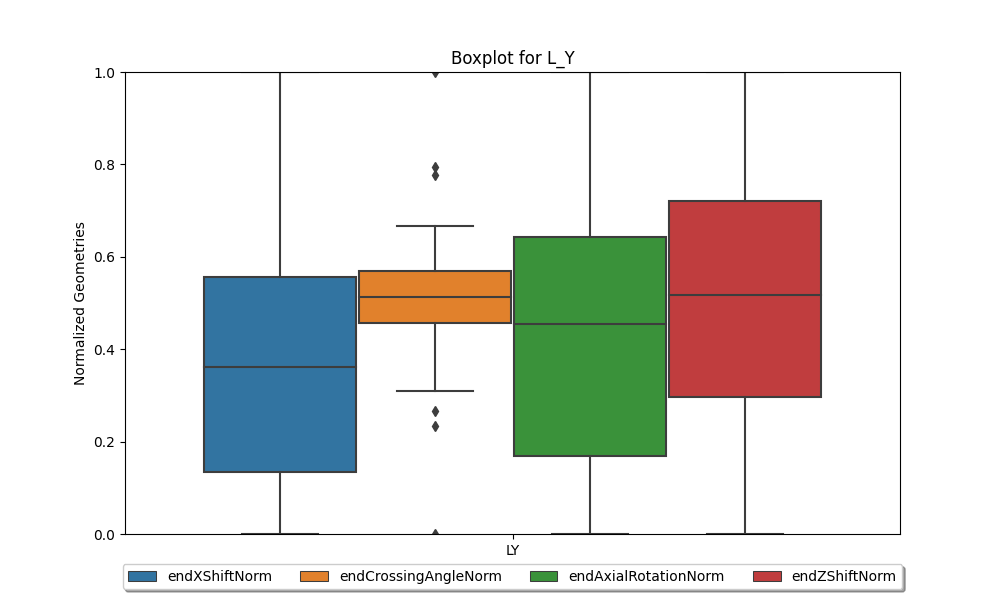 Boxplot for L_Y
1.0
0.8
0.6
0.4
0.2
0.0
Normalized Geometries
LY
endXShiftNorm endCrossingAngleNorm endAxialRotationNorm endZShiftNorm